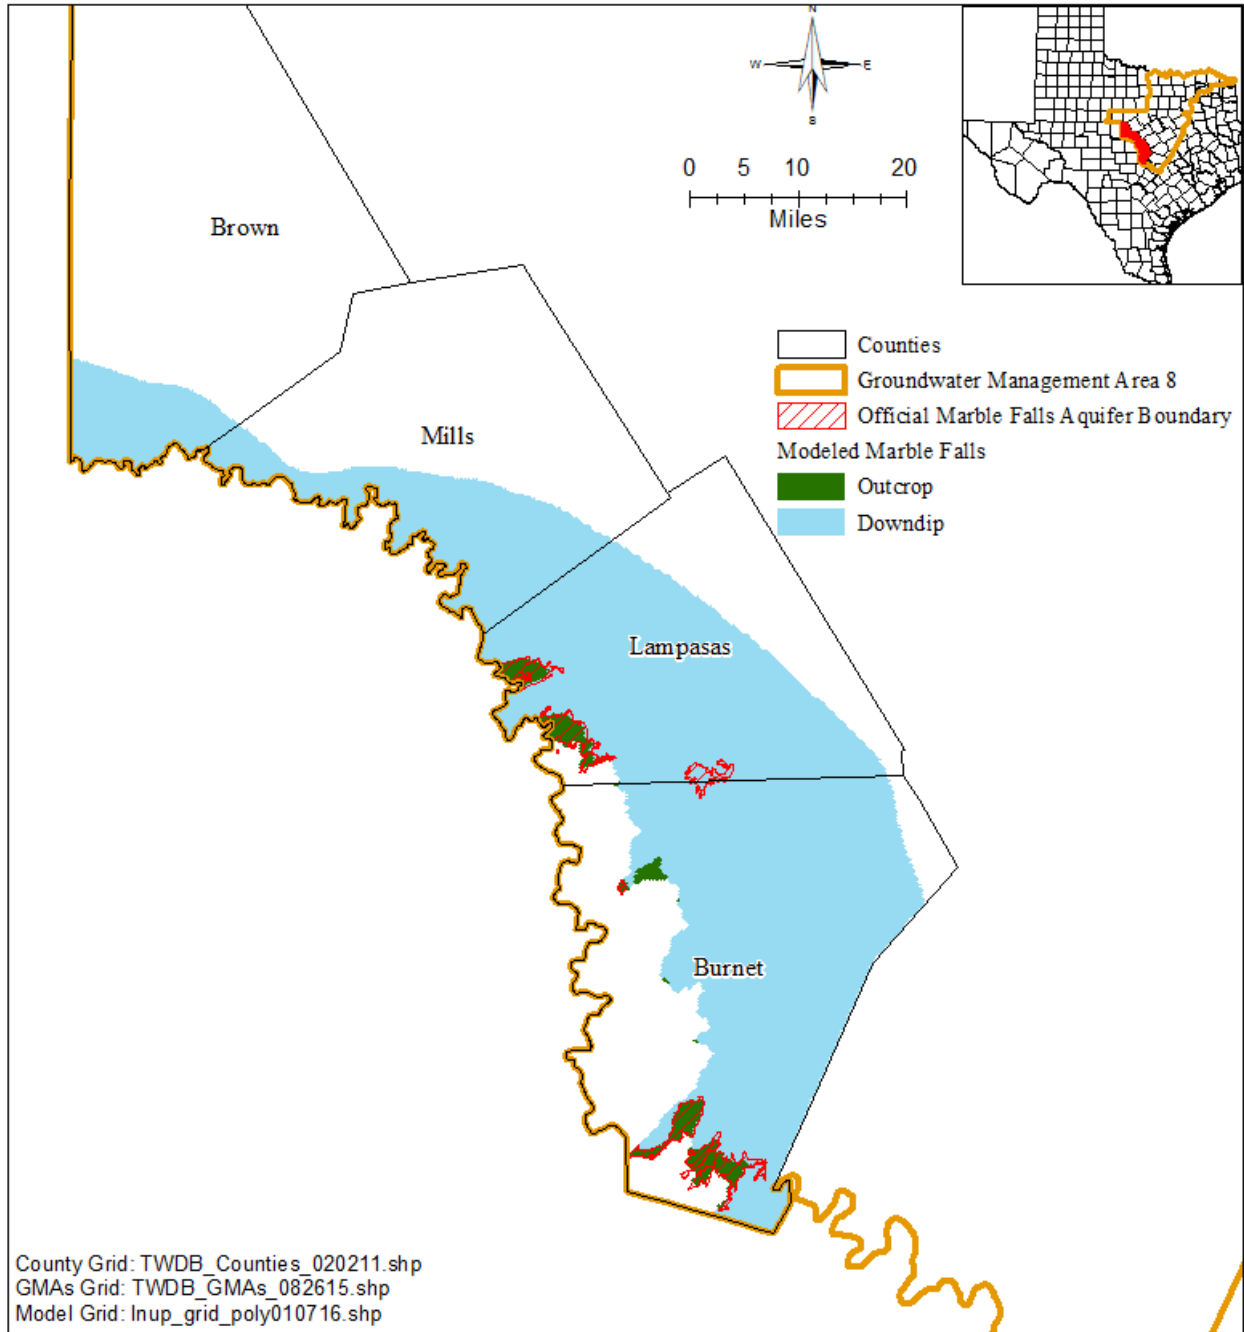 N
W E
S
0 5 10 20
Miles
Brown
Counties
Groundwater Management Area 8
Official Marble Falls Aquifer Boundary
Mills
Modeled Marble Falls
Outcrop
Downdip
Lampasas
Burnet
County Grid: TWDB_Counties_020211.shp
GMAs Grid: TWDB_GMAs_082615.shp
Model Grid: lnup_grid_poly010716.shp